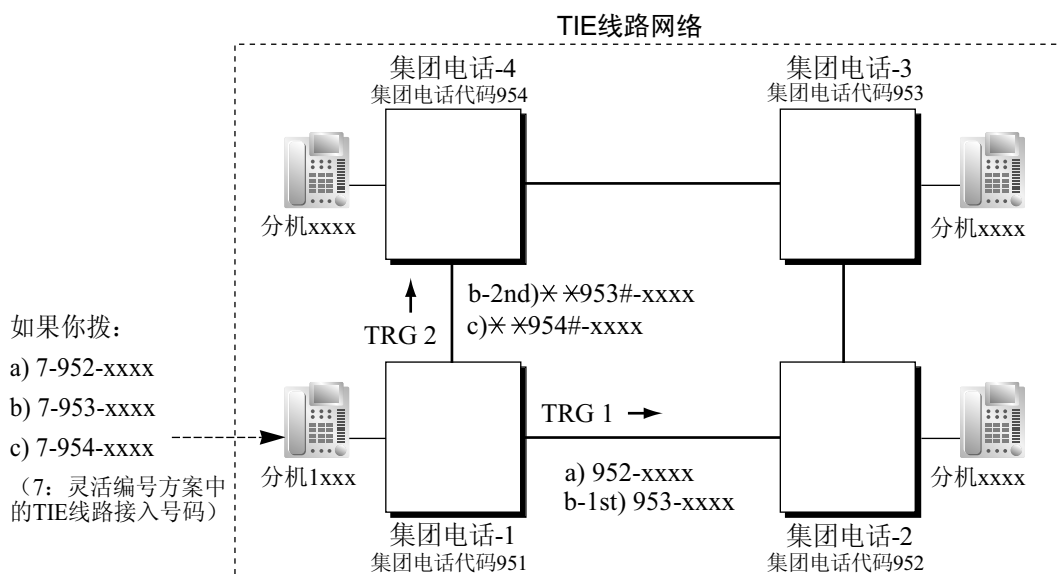 TIE线路网络
集团电话-4
集团电话代码954
集团电话-3
集团电话代码953
分机xxxx
分机xxxx
b-2nd)✳✳953#-xxxx
c)✳✳954#-xxxx
TRG 2
如果你拨：
a) 7-952-xxxx
b) 7-953-xxxx
c) 7-954-xxxx
（7：灵活编号方案中
的TIE线路接入号码）
分机1xxx
TRG 1
a) 952-xxxx
b-1st) 953-xxxx
分机xxxx
集团电话-1
集团电话代码951
集团电话-2
集团电话代码952